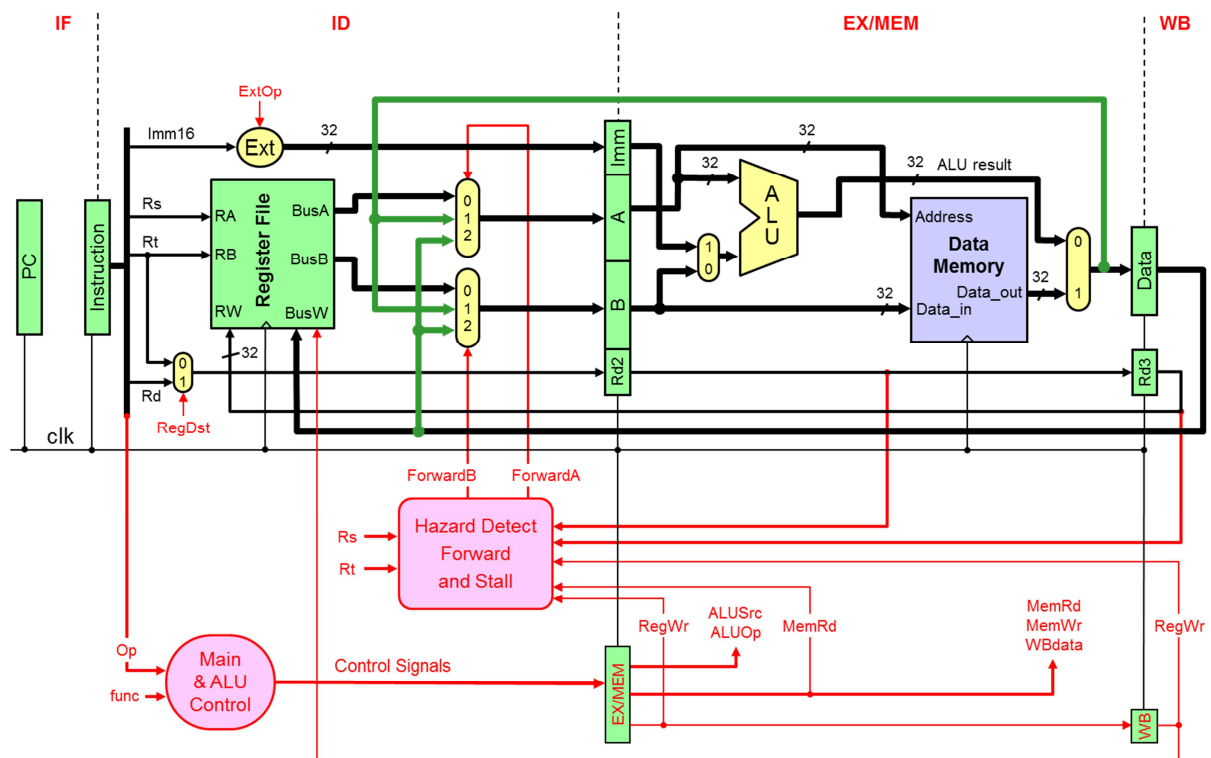 IF
ID
EX/MEM
WB
ExtOp
Imm16
Ext
32
Imm
32
32
32
ALU result
ALU
Rs
RA
BusA
Register File
0
1
2
A
Address
Data
Memory
0
1
Rt
RB
BusB
PC
Instruction
0
1
2
1
0
B
32
Data_out
32
Data_in
Data
RW
BusW
32
0
1
Rd
RegDst
Rd2
Rd3
clk
ForwardB
ForwardA
Hazard Detect
Forward
and Stall
Rs
Rt
RegWr
ALUSrc
ALUOp
MemRd
MemRd
MemWr
WBdata
RegWr
Op
func
Main
& ALU
Control
Control Signals
EX/MEM
WB